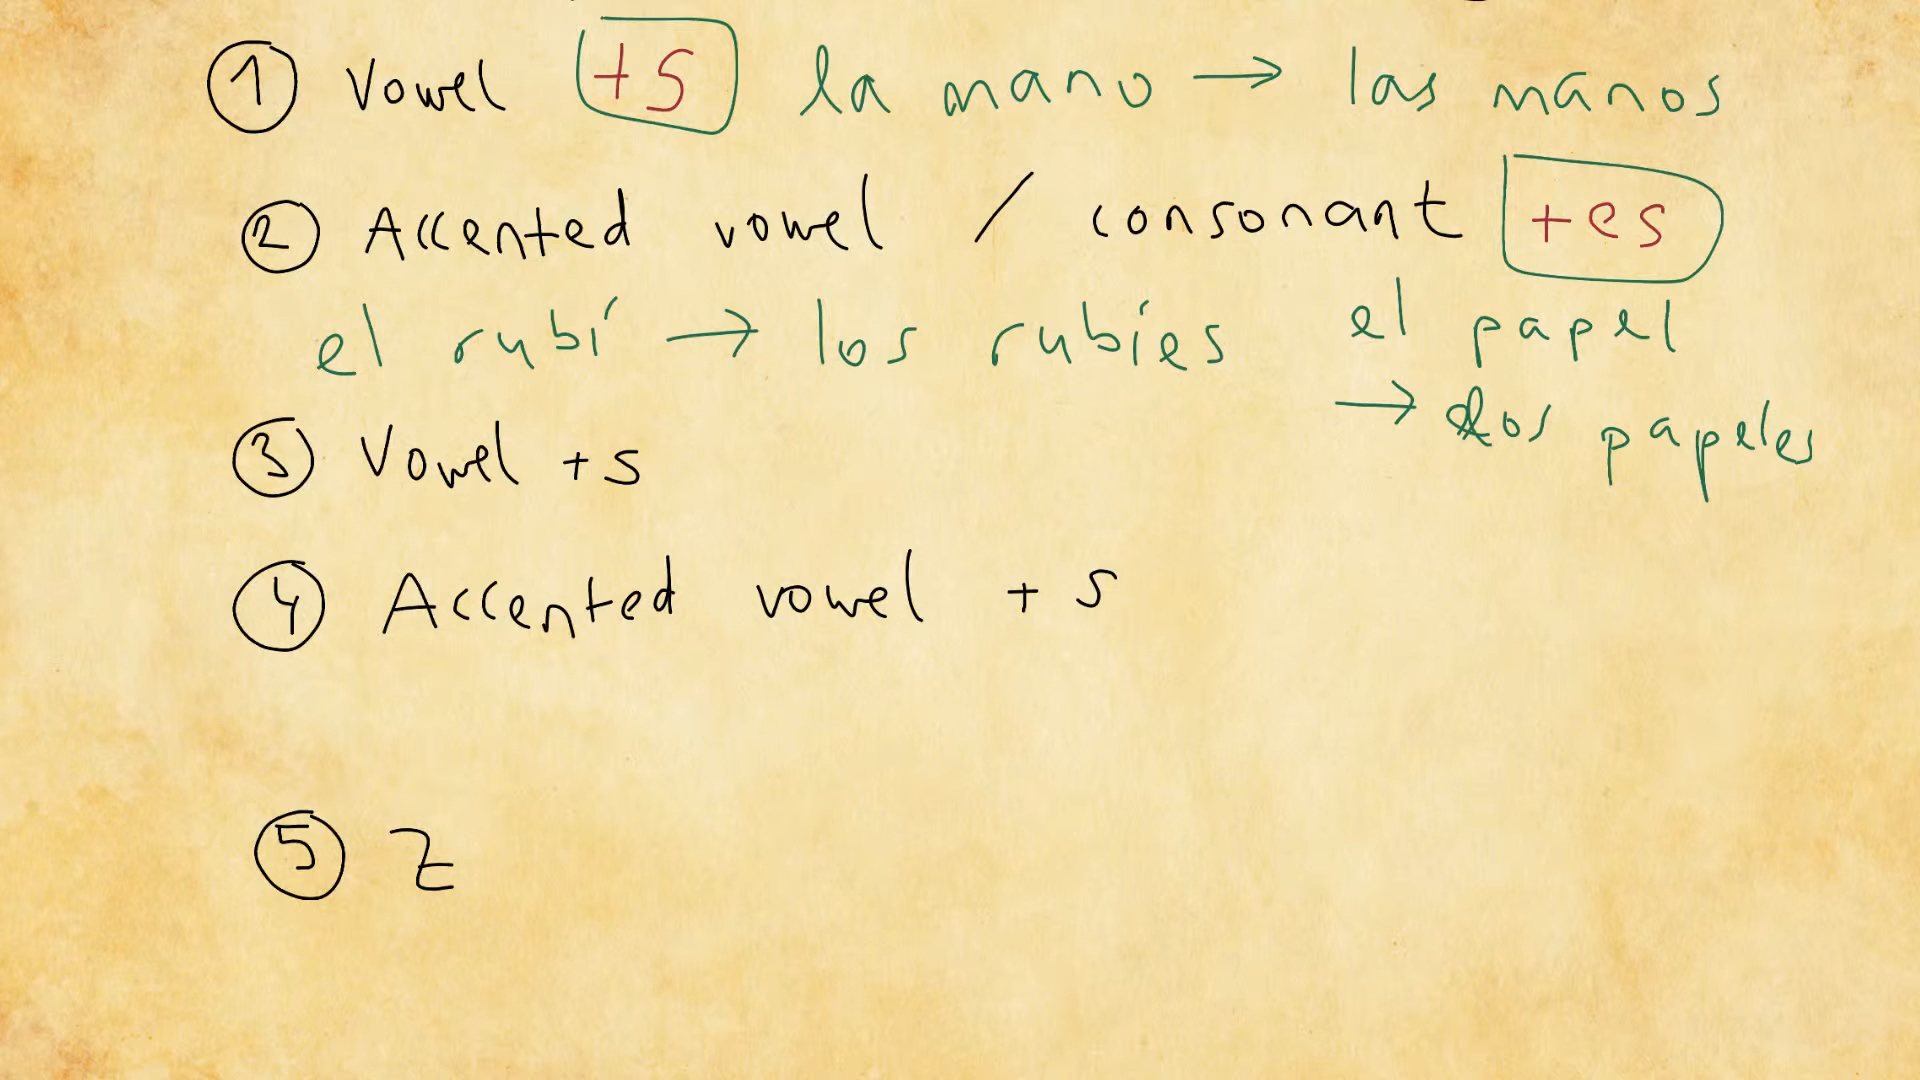 ① Vowel +s la mano → las manos
② Accented vowel / consonant +es
el rubí → los rubíes el papel
→ los papeles
③ Vowel +s
④ Accented vowel + s
⑤ Z